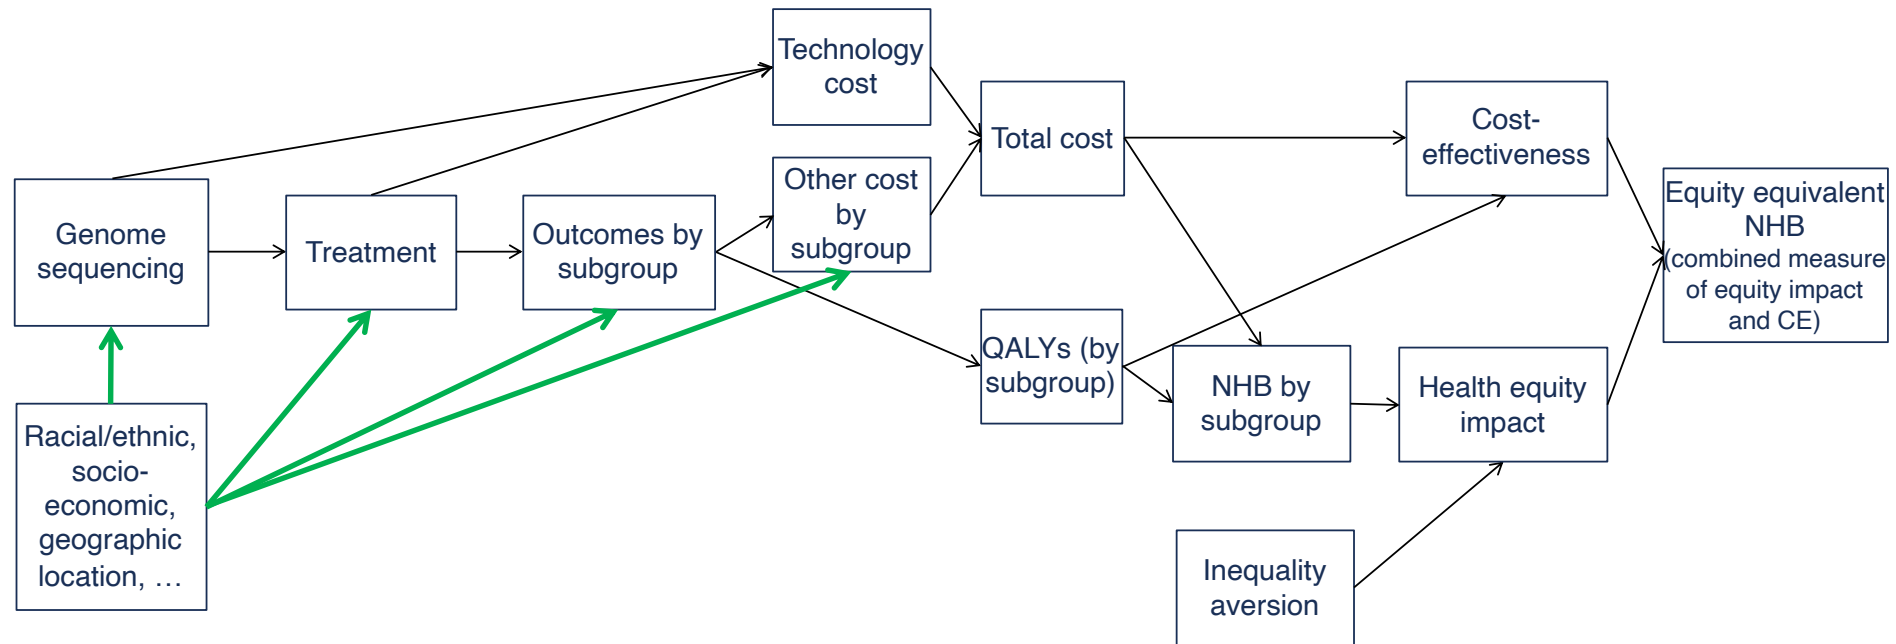 Technology
cost
Total cost
Cost-
effectiveness
Other cost
by
subgroup
Equity equivalent
NHB
(combined measure
of equity impact
and CE)
Genome
sequencing
Treatment
Outcomes by
subgroup
QALYs (by
subgroup)
NHB by
subgroup
Health equity
impact
Racial/ethnic,
socio-
economic,
geographic
location, …
Inequality
aversion